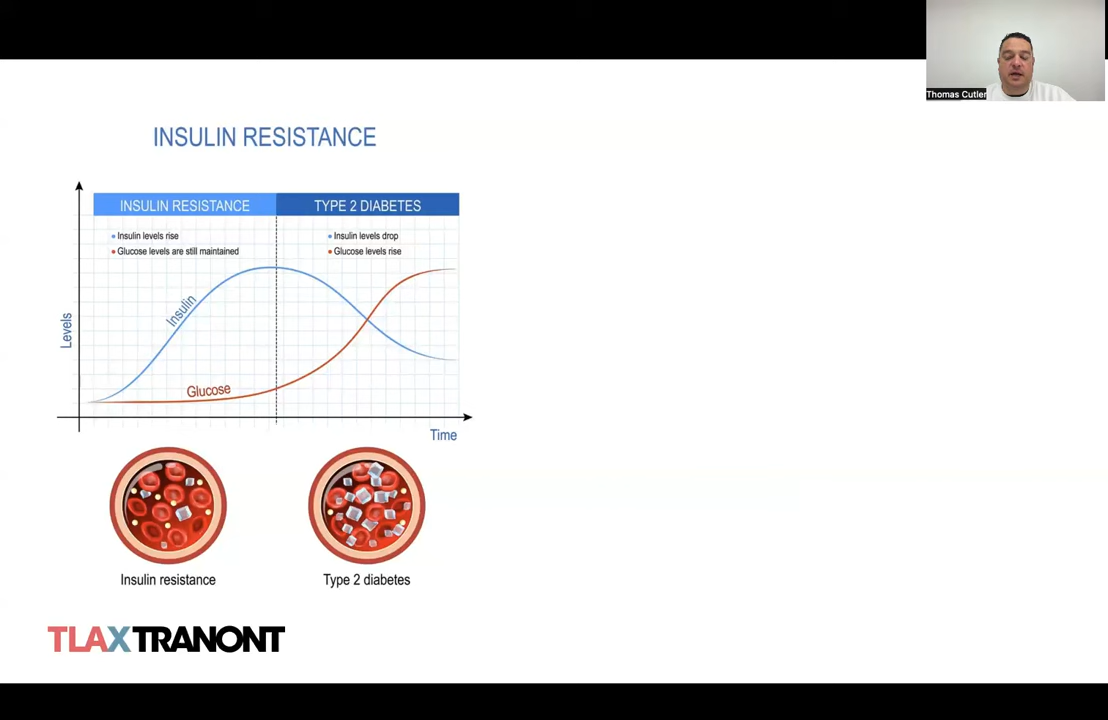 Thomas Cutler
INSULIN RESISTANCE
INSULIN RESISTANCE
TYPE 2 DIABETES
Insulin levels rise
Glucose levels are still maintained
Insulin levels drop
Glucose levels rise
Insulin
Glucose
Levels
Time
Insulin resistance
Type 2 diabetes
TLAXTRANONT